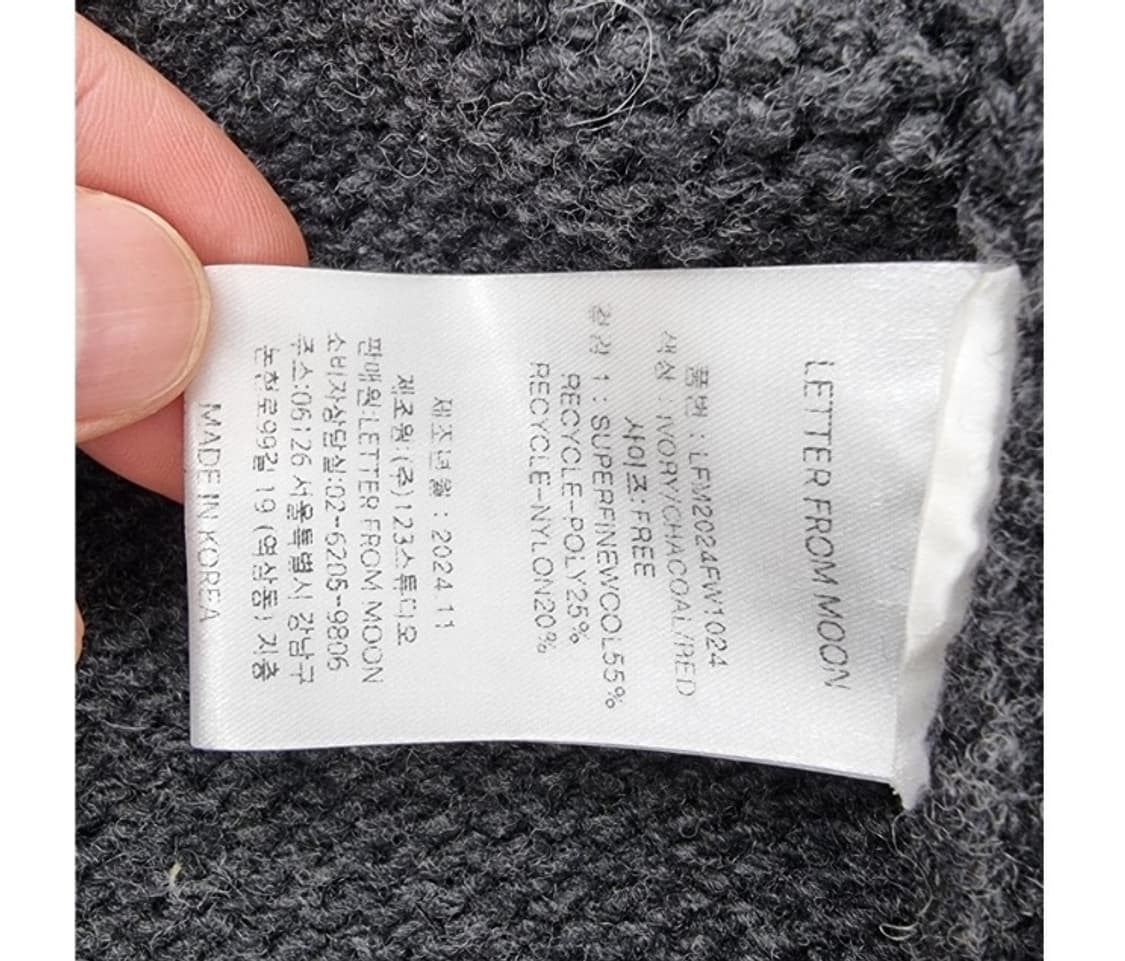 LETTER FROM MOON
품번 : LFM2024FW1024
색상 : IVORY/CHACOAL/RED
사이즈:FREE
겉감 1 : SUPERFINEWOOL55%
RECYCLE-POLY25%
RECYCLE-NYLON20%
제조년월 : 2024.11
제조원:(주)123스튜디오
판매원:LETTER FROM MOON
소비자상담실:02-6205-9806
주소:06126 서울특별시 강남구
논현로99길 19 (역삼동) 지층
MADE IN KOREA